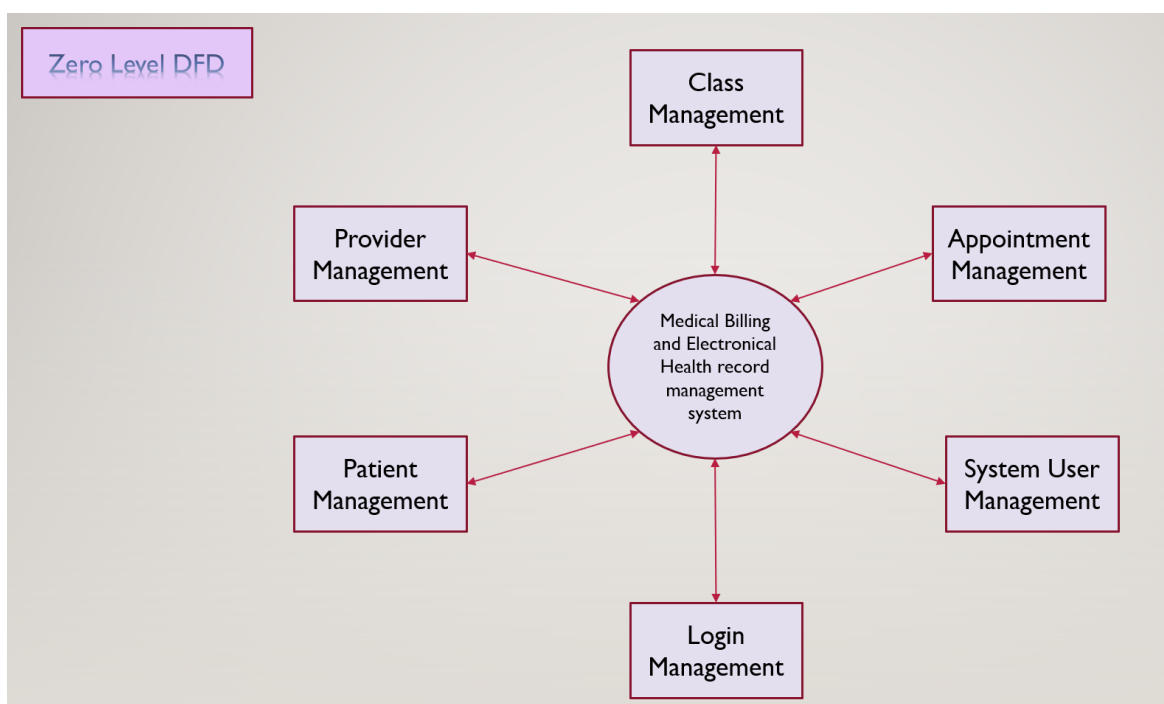 Zero Level DFD
Class
Management
Provider
Management
Appointment
Management
Medical Billing
and Electronical
Health record
management
system
Patient
Management
System User
Management
Login
Management